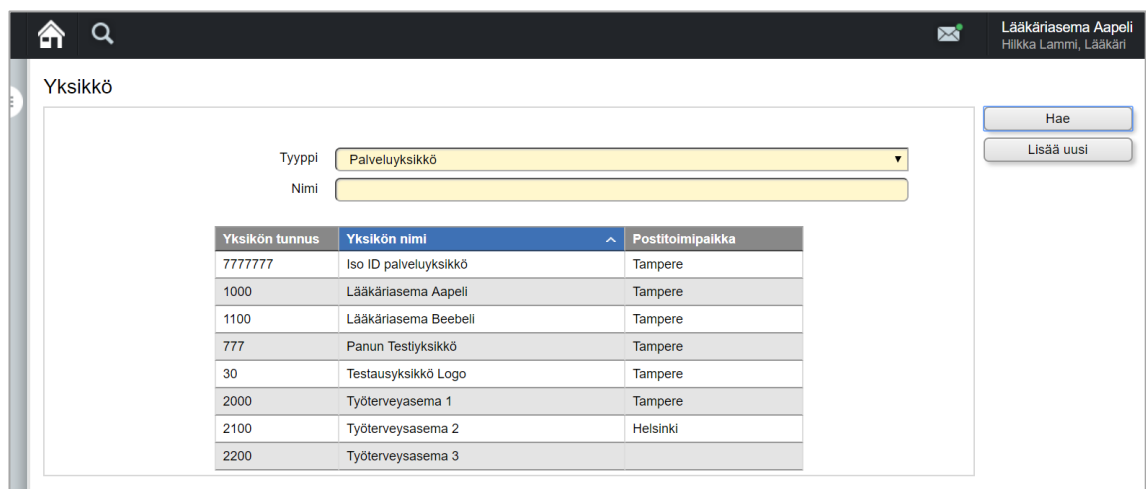 Lääkäriasema Aapeli
Hilkka Lammi, Lääkäri
Yksikkö
Hae
Lisää uusi
Tyyppi Palveluyksikkö
Nimi
Yksikön tunnus Yksikön nimi Postitoimipaikka
7777777 Iso ID palveluyksikkö Tampere
1000 Lääkäriasema Aapeli Tampere
1100 Lääkäriasema Beebeli Tampere
777 Panun Testiyksikkö Tampere
30 Testausyksikkö Logo Tampere
2000 Työterveyasema 1 Tampere
2100 Työterveysasema 2 Helsinki
2200 Työterveysasema 3